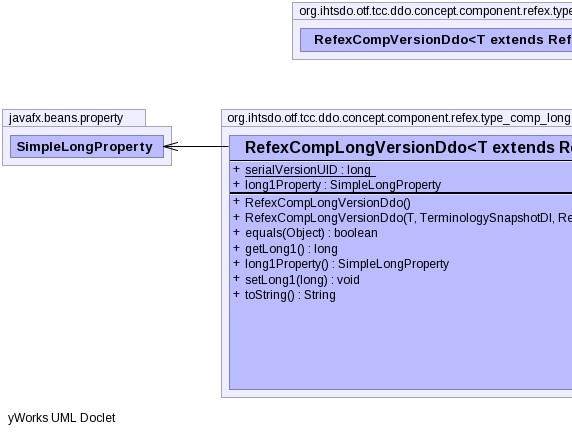 org.ihtsdo.otf.tcc.ddo.concept.component.refex.type
RefexCompVersionDdo<T extends Ref
javafx.beans.property
SimpleLongProperty
org.ihtsdo.otf.tcc.ddo.concept.component.refex.type_comp_long
RefexCompLongVersionDdo<T extends R
+ serialVersionUID : long
+ long1Property : SimpleLongProperty
+ RefexCompLongVersionDdo()
+ RefexCompLongVersionDdo(T, TerminologySnapshotDI, Re
+ equals(Object) : boolean
+ getLong1() : long
+ long1Property() : SimpleLongProperty
+ setLong1(long) : void
+ toString() : String
yWorks UML Doclet